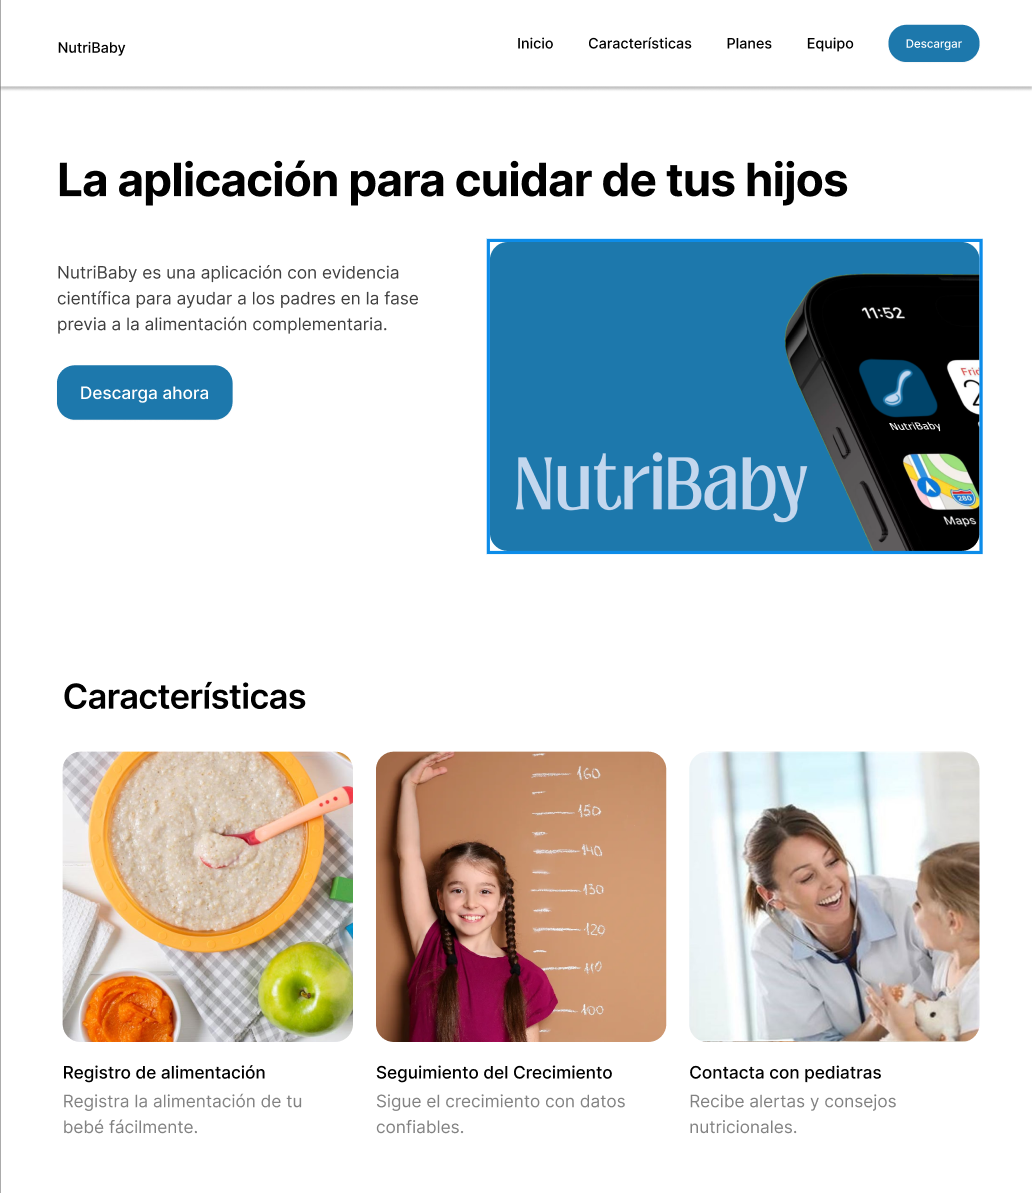 NutriBaby
Inicio
Características
Planes
Equipo
Descargar
La aplicación para cuidar de tus hijos
NutriBaby es una aplicación con evidencia
científica para ayudar a los padres en la fase
previa a la alimentación complementaria.
Descarga ahora
11:52
NutriBaby
Maps
280
NutriBaby
Características
160
150
140
130
120
110
100
Registro de alimentación
Registra la alimentación de tu
bebé fácilmente.
Seguimiento del Crecimiento
Sigue el crecimiento con datos
confiables.
Contacta con pediatras
Recibe alertas y consejos
nutricionales.